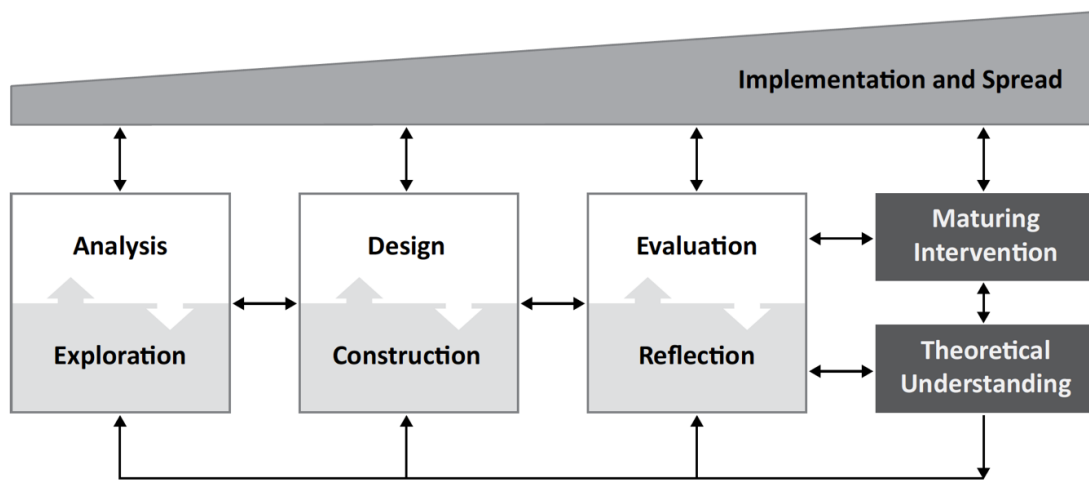 Implementation and Spread
Analysis
Exploration
Design
Construction
Evaluation
Reflection
Maturing
Intervention
Theoretical
Understanding